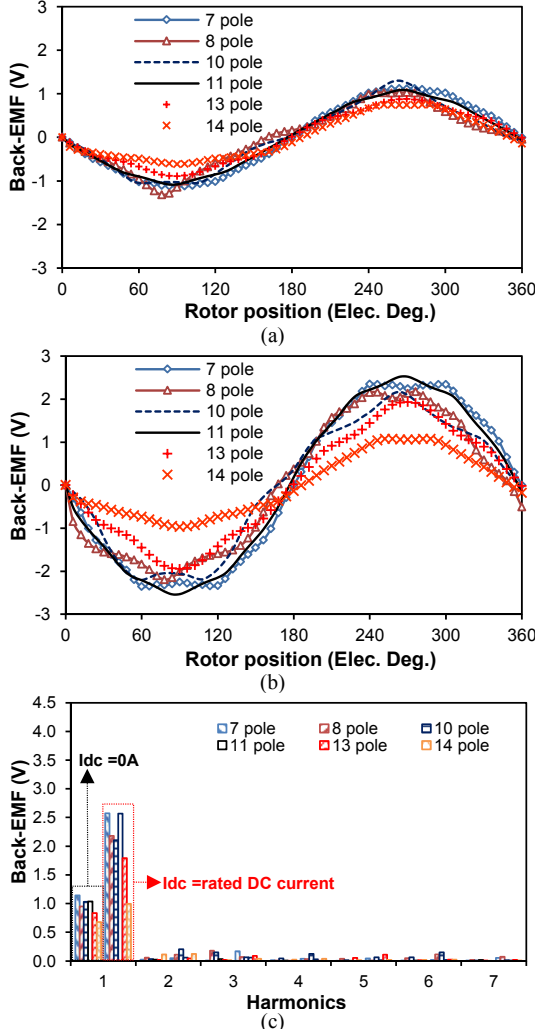 3
7 pole
8 pole
2
10 pole
11 pole
1
13 pole
14 pole
0
-1
-2
-3
Back-EMF (V)
0 60 120 180 240 300 360
Rotor position (Elec. Deg.)
(a)
3
7 pole
8 pole
2
10 pole
11 pole
1
13 pole
14 pole
0
-1
-2
-3
Back-EMF (V)
0 60 120 180 240 300 360
Rotor position (Elec. Deg.)
(b)
4.5
7 pole 8 pole 10 pole
4.0
11 pole 13 pole 14 pole
3.5
Idc =0A
3.0
2.5
2.0
1.5
Idc =rated DC current
1.0
0.5
0.0
Back-EMF (V)
1 2 3 4 5 6 7
Harmonics
(c)